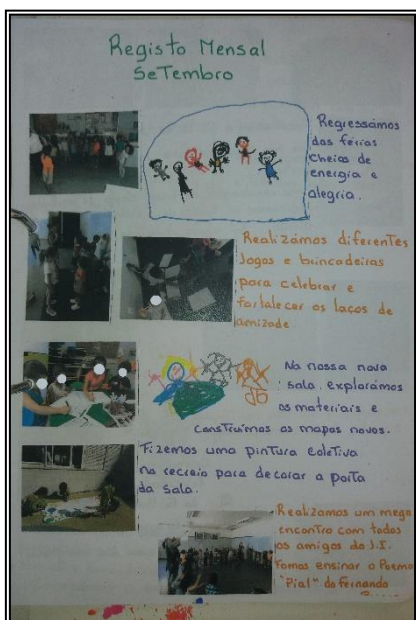 Registo Mensal
Setembro
Regressámos
das férias
cheios de
energia e
alegria.
Realizámos diferentes
Jogos e brincadeiras
para celebrar e
fortalecer os laços de
amizade.
Na nossa nova
sala, explorámos
os materiais e
construímos os mapas novos.
Fizemos uma pintura coletiva
no recreio para decorar a porta
da sala.
Realizamos um mega
encontro com todos
os amigos do J.I.
Fomos ensinar o Poema
"Pial" do Fernando